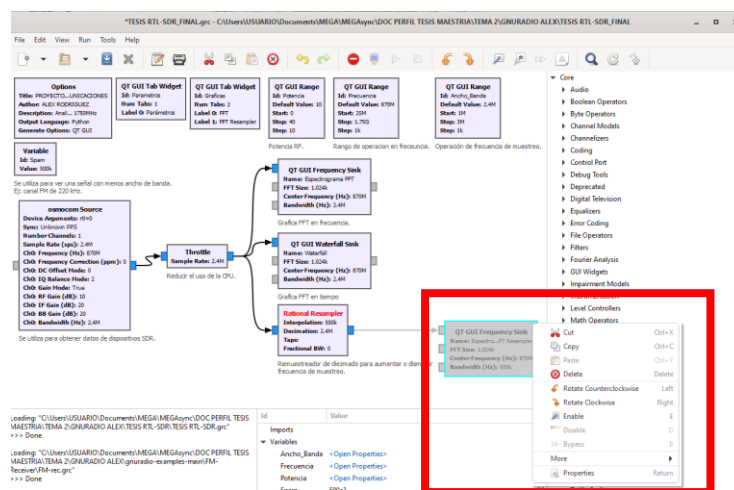 *TESIS RTL-SDR_FINAL.grc - C:\Users\USUARIO\Documents\MEGA\MEGAsync\DOC PERFIL TESIS MAESTRIA\TEMA 2\GNURADIO ALEX\TESIS RTL-SDR_FINAL
File Edit View Run Tools Help
Options
Title: PROYECTO...UNICACIONES
Author: ALEX RODRIGUEZ
Description: Anal... 1750MHz
Output Language: Python
Generate Options: QT GUI
QT GUI Tab Widget
Id: Parametros
Num Tabs: 1
Label 0: Parámetros
QT GUI Tab Widget
Id: Graficas
Num Tabs: 2
Label 0: FFT
Label 1: FFT Resampler
QT GUI Range
Id: Potencia
Default Value: 10
Start: 0
Stop: 40
Step: 10
Potencia RF.
QT GUI Range
Id: Frecuencia
Default Value: 870M
Start: 25M
Stop: 1.75G
Step: 1k
Rango de operacion en frecuencia.
QT GUI Range
Id: Ancho_Banda
Default Value: 2.4M
Start: 1M
Stop: 3M
Step: 1k
Operación de frecuencia de muestreo.
Variable
Id: Spam
Value: 500k
Se utiliza para ver una señal con menos ancho de banda.
Ej: canal FM de 220 kHz.
osmocom Source
Device Arguments: rtl=0
Sync: Unknown PPS
Number Channels: 1
Sample Rate (sps): 2.4M
Ch0: Frequency (Hz): 870M
Ch0: Frequency Correction (ppm): 0
Ch0: DC Offset Mode: 0
Ch0: IQ Balance Mode: 2
Ch0: Gain Mode: True
Ch0: RF Gain (dB): 10
Ch0: IF Gain (dB): 20
Ch0: BB Gain (dB): 20
Ch0: Bandwidth (Hz): 2.4M
Se utiliza para obtener datos de dispositivos SDR.
Throttle
Sample Rate: 2.4M
Reducir el uso de la CPU.
QT GUI Frequency Sink
Name: Espectrograma FFT
FFT Size: 1.024k
Center Frequency (Hz): 870M
Bandwidth (Hz): 2.4M
Grafica FFT en frecuencia.
QT GUI Waterfall Sink
Name: Waterfall
FFT Size: 1.024k
Center Frequency (Hz): 870M
Bandwidth (Hz): 2.4M
Grafica FFT en tiempo
Rational Resampler
Interpolation: 500k
Decimation: 2.4M
Taps:
Fractional BW: 0
Remuestreador de diezmado para aumentar o dismi
frecuencia de muestreo.
QT GUI Frequency Sink
Name: Espectro...FT Resampler
FFT Size: 1.024k
Center Frequency (Hz): 870M
Bandwidth (Hz): 500k
Core
Audio
Boolean Operators
Byte Operators
Channel Models
Channelizers
Coding
Control Port
Debug Tools
Deprecated
Digital Television
Equalizers
Error Coding
File Operators
Filters
Fourier Analysis
GUI Widgets
Impairment Models
Level Controllers
Math Operators
Cut Ctrl+X
Copy Ctrl+C
Paste Ctrl+V
Delete Delete
Rotate Counterclockwise Left
Rotate Clockwise Right
Enable E
Disable D
Bypass B
More
Properties Return
Loading: "C:\Users\USUARIO\Documents\MEGA\MEGAsync\DOC PERFIL TESIS
MAESTRIA\TEMA 2\GNURADIO ALEX\TESIS RTL-SDR\TESIS RTL-SDR.grc"
>>> Done
Loading: "C:\Users\USUARIO\Documents\MEGA\MEGAsync\DOC PERFIL TESIS
MAESTRIA\TEMA 2\GNURADIO ALEX\gnuradio-examples-main\FM-
Receiver\FM-rec.grc"
>>> Done
Id Value
Imports
Variables
Ancho_Banda <Open Properties>
Frecuencia <Open Properties>
Potencia <Open Properties>